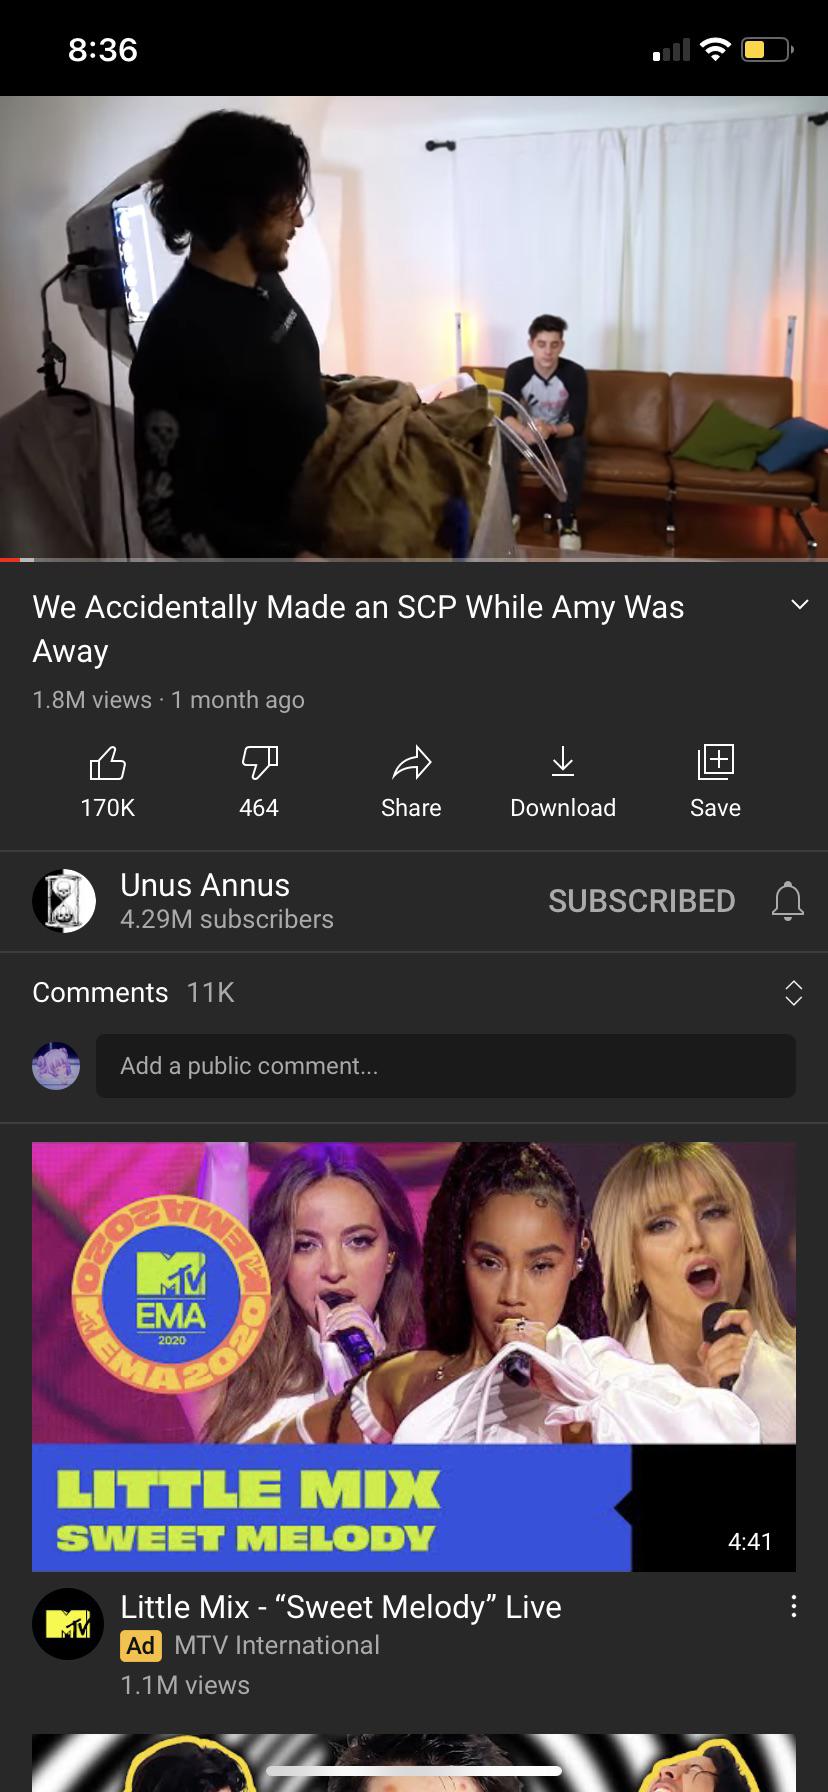 8:36
We Accidentally Made an SCP While Amy Was
Away
1.8M views · 1 month ago
170K
464
Share
Download
Save
Unus Annus
4.29M subscribers
SUBSCRIBED
Comments 11K
Add a public comment...
MTV
EMA
2020
EMA2020
EMA2020
LITTLE MIX
SWEET MELODY
4:41
MTV
Little Mix - “Sweet Melody” Live
Ad MTV International
1.1M views